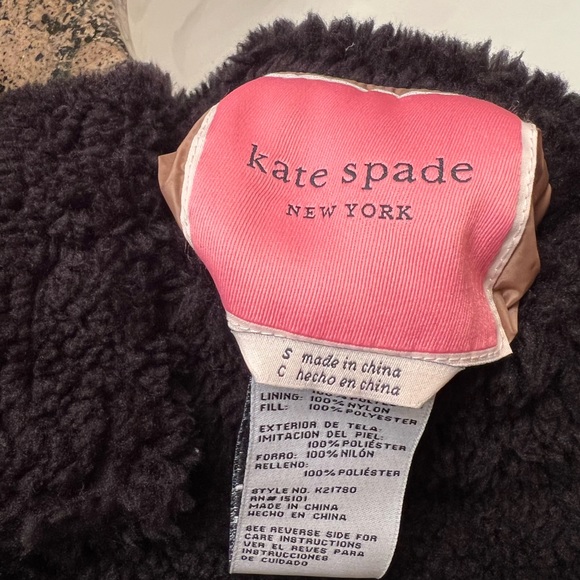 kate spade
NEW YORK
S made in china
C hecho en china
LINING: 100% NYLON
FILL: 100% POLYESTER
EXTERIOR DE TELA:
IMITACION DEL PIEL:
100% POLIÉSTER
FORRO: 100% NILÓN
RELLENO:
100% POLIÉSTER
STYLE NO. K21780
RN# 15101
MADE IN CHINA
HECHO EN CHINA
SEE REVERSE SIDE FOR
CARE INSTRUCTIONS
VER EL REVES PARA
INSTRUCCIONES
DE CUIDADO